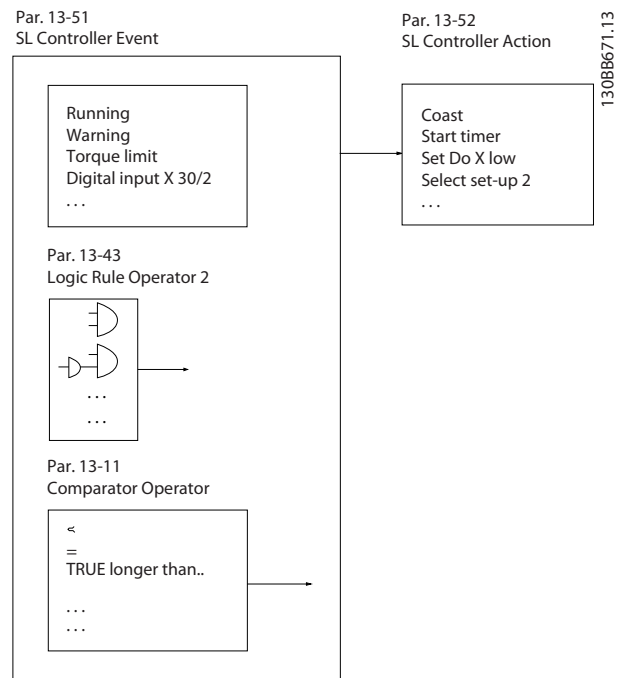 Par. 13-51
SL Controller Event
Par. 13-52
SL Controller Action
130BB671.13
Running
Warning
Torque limit
Digital input X 30/2
. . .
Coast
Start timer
Set Do X low
Select set-up 2
. . .
Par. 13-43
Logic Rule Operator 2
. . .
. . .
Par. 13-11
Comparator Operator
=
TRUE longer than..
. . .
. . .